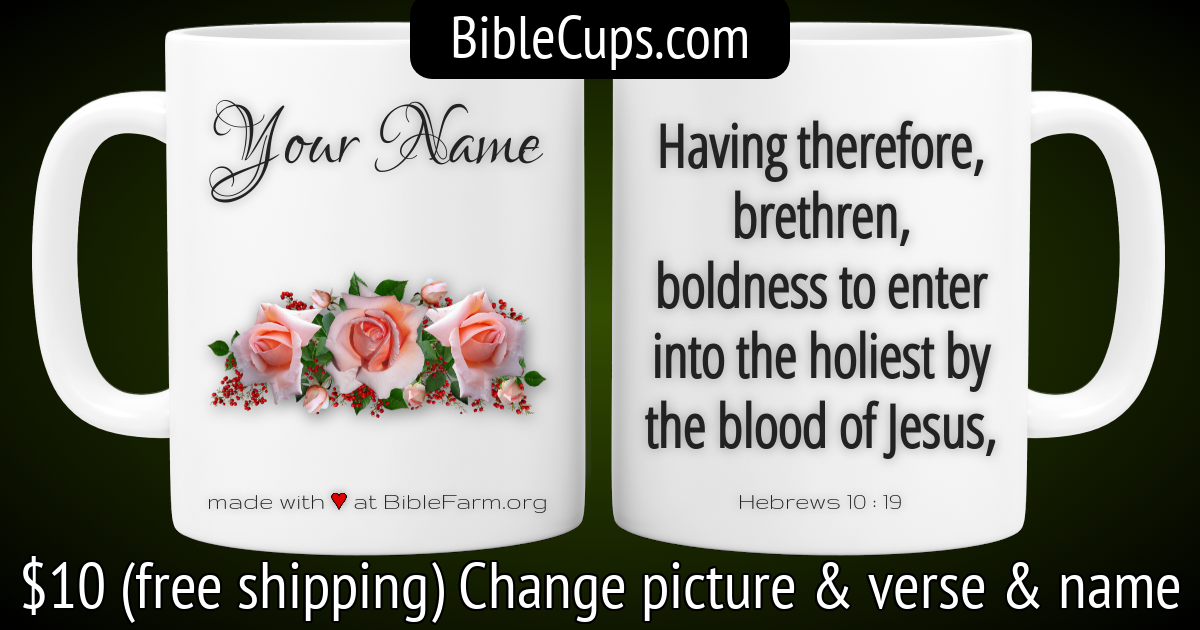 BibleCups.com
Your Name
made with ♥ at BibleFarm.org
Having therefore,
brethren,
boldness to enter
into the holiest by
the blood of Jesus,
Hebrews 10 : 19
$10 (free shipping) Change picture & verse & name